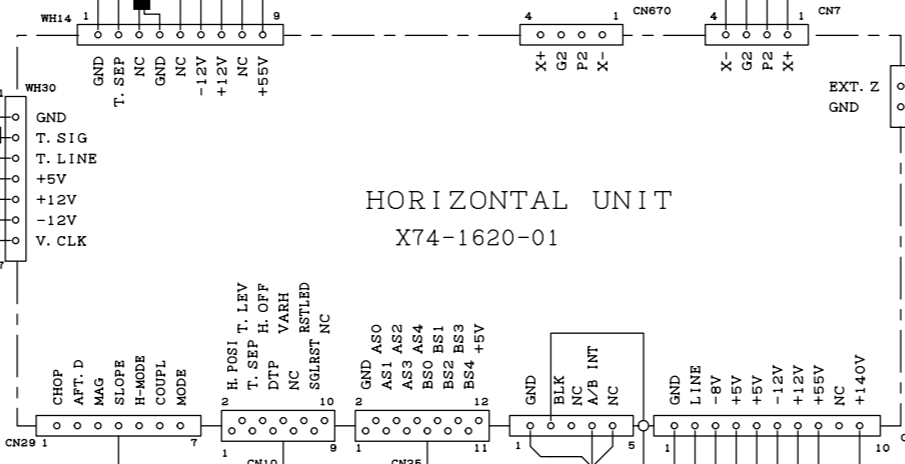 WH14 1 9
GND
T. SEP
NC
GND
NC
-12V
+12V
NC
+55V
4 1 CN670
X+
G2
P2
X-
4 1 CN7
X-
G2
P2
X+
EXT. Z
GND
WH30
GND
T. SIG
T. LINE
+5V
+12V
-12V
V. CLK
7
HORIZONTAL UNIT
X74-1620-01
CHOP
AFT. D
MAG
SLOPE
H-MODE
COUPL
MODE
CN29 1 7
H. POSI
T. LEV
T. SEP
H. OFF
DTP
VARH
NC
RSTLED
SGLRST
NC
2 10
1 9
CN10
GND
AS0
AS1
AS2
AS3
AS4
BS0
BS1
BS2
BS3
BS4
+5V
2 12
1 11
CN25
GND
BLK
NC
A/B INT
NC
1 5
GND
LINE
-8V
+5V
+5V
-12V
+12V
+55V
NC
+140V
1 10